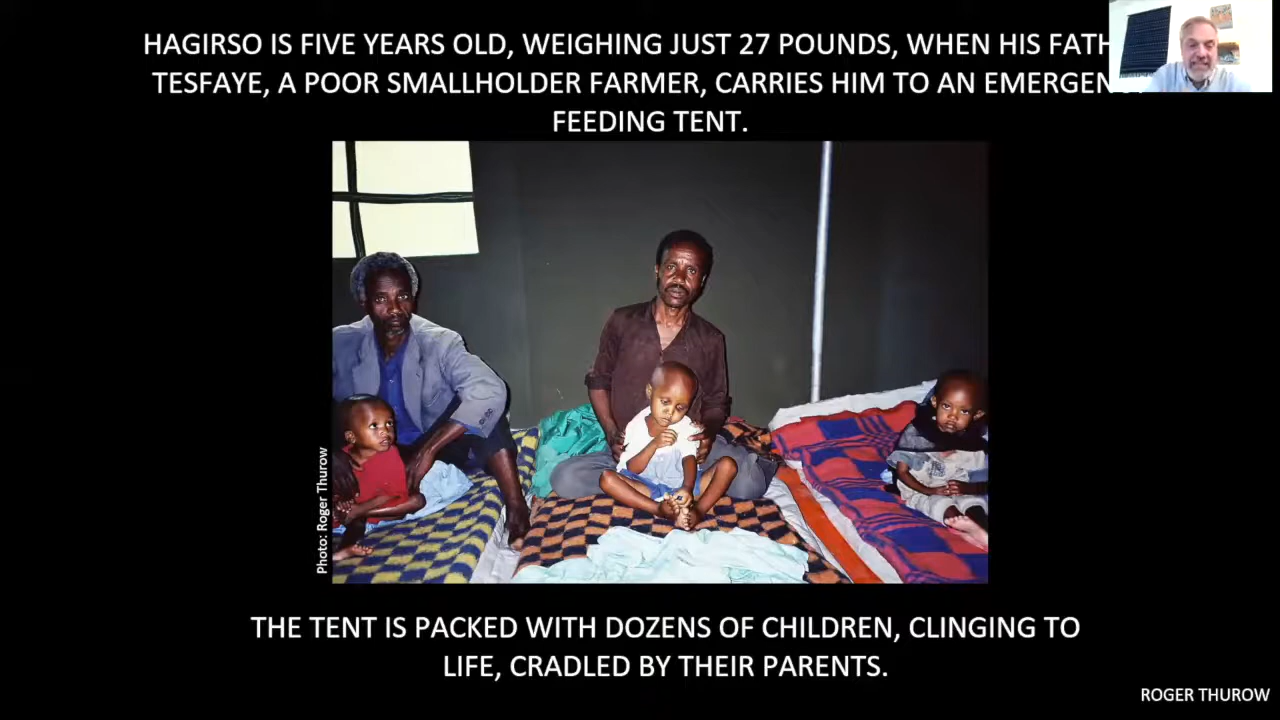 HAGIRSO IS FIVE YEARS OLD, WEIGHING JUST 27 POUNDS, WHEN HIS
TESFAYE, A POOR SMALLHOLDER FARMER, CARRIES HIM TO AN
FEEDING TENT.
Photo: Roger Thurow
THE TENT IS PACKED WITH DOZENS OF CHILDREN, CLINGING TO
LIFE, CRADLED BY THEIR PARENTS.
ROGER THUROW